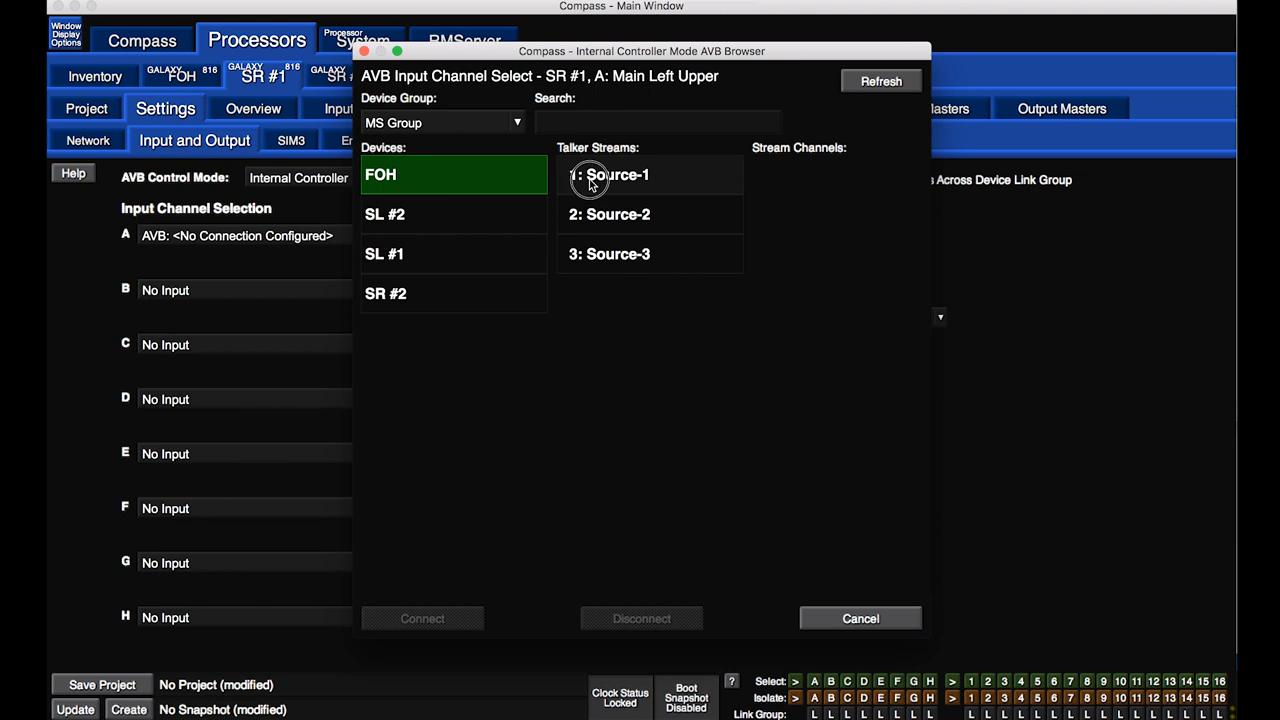 Compass - Main Window
Window Display Options
Compass
Processors
Processor
System
RMServer
Inventory
GALAXY FOH 816
GALAXY SR #1 816
GALAXY SR #
Project
Settings
Overview
Input
Masters
Output Masters
Network
Input and Output
SIM3
Help
AVB Control Mode:
Internal Controller
Across Device Link Group
Input Channel Selection
A AVB: <No Connection Configured>
B No Input
C No Input
D No Input
E No Input
F No Input
G No Input
H No Input
Compass - Internal Controller Mode AVB Browser
AVB Input Channel Select - SR #1, A: Main Left Upper
Refresh
Device Group:
Search:
MS Group
Devices:
Talker Streams:
Stream Channels:
FOH
1: Source-1
SL #2
2: Source-2
SL #1
3: Source-3
SR #2
Connect
Disconnect
Cancel
Save Project
No Project (modified)
Update
Create
No Snapshot (modified)
Clock Status Locked
Boot Snapshot Disabled
?
Select: > A B C D E F G H > 1 2 3 4 5 6 7 8 9 10 11 12 13 14 15 16
Isolate: > A B C D E F G H > 1 2 3 4 5 6 7 8 9 10 11 12 13 14 15 16
Link Group: L L L L L L L L L L L L L L L L L L L L L L L L